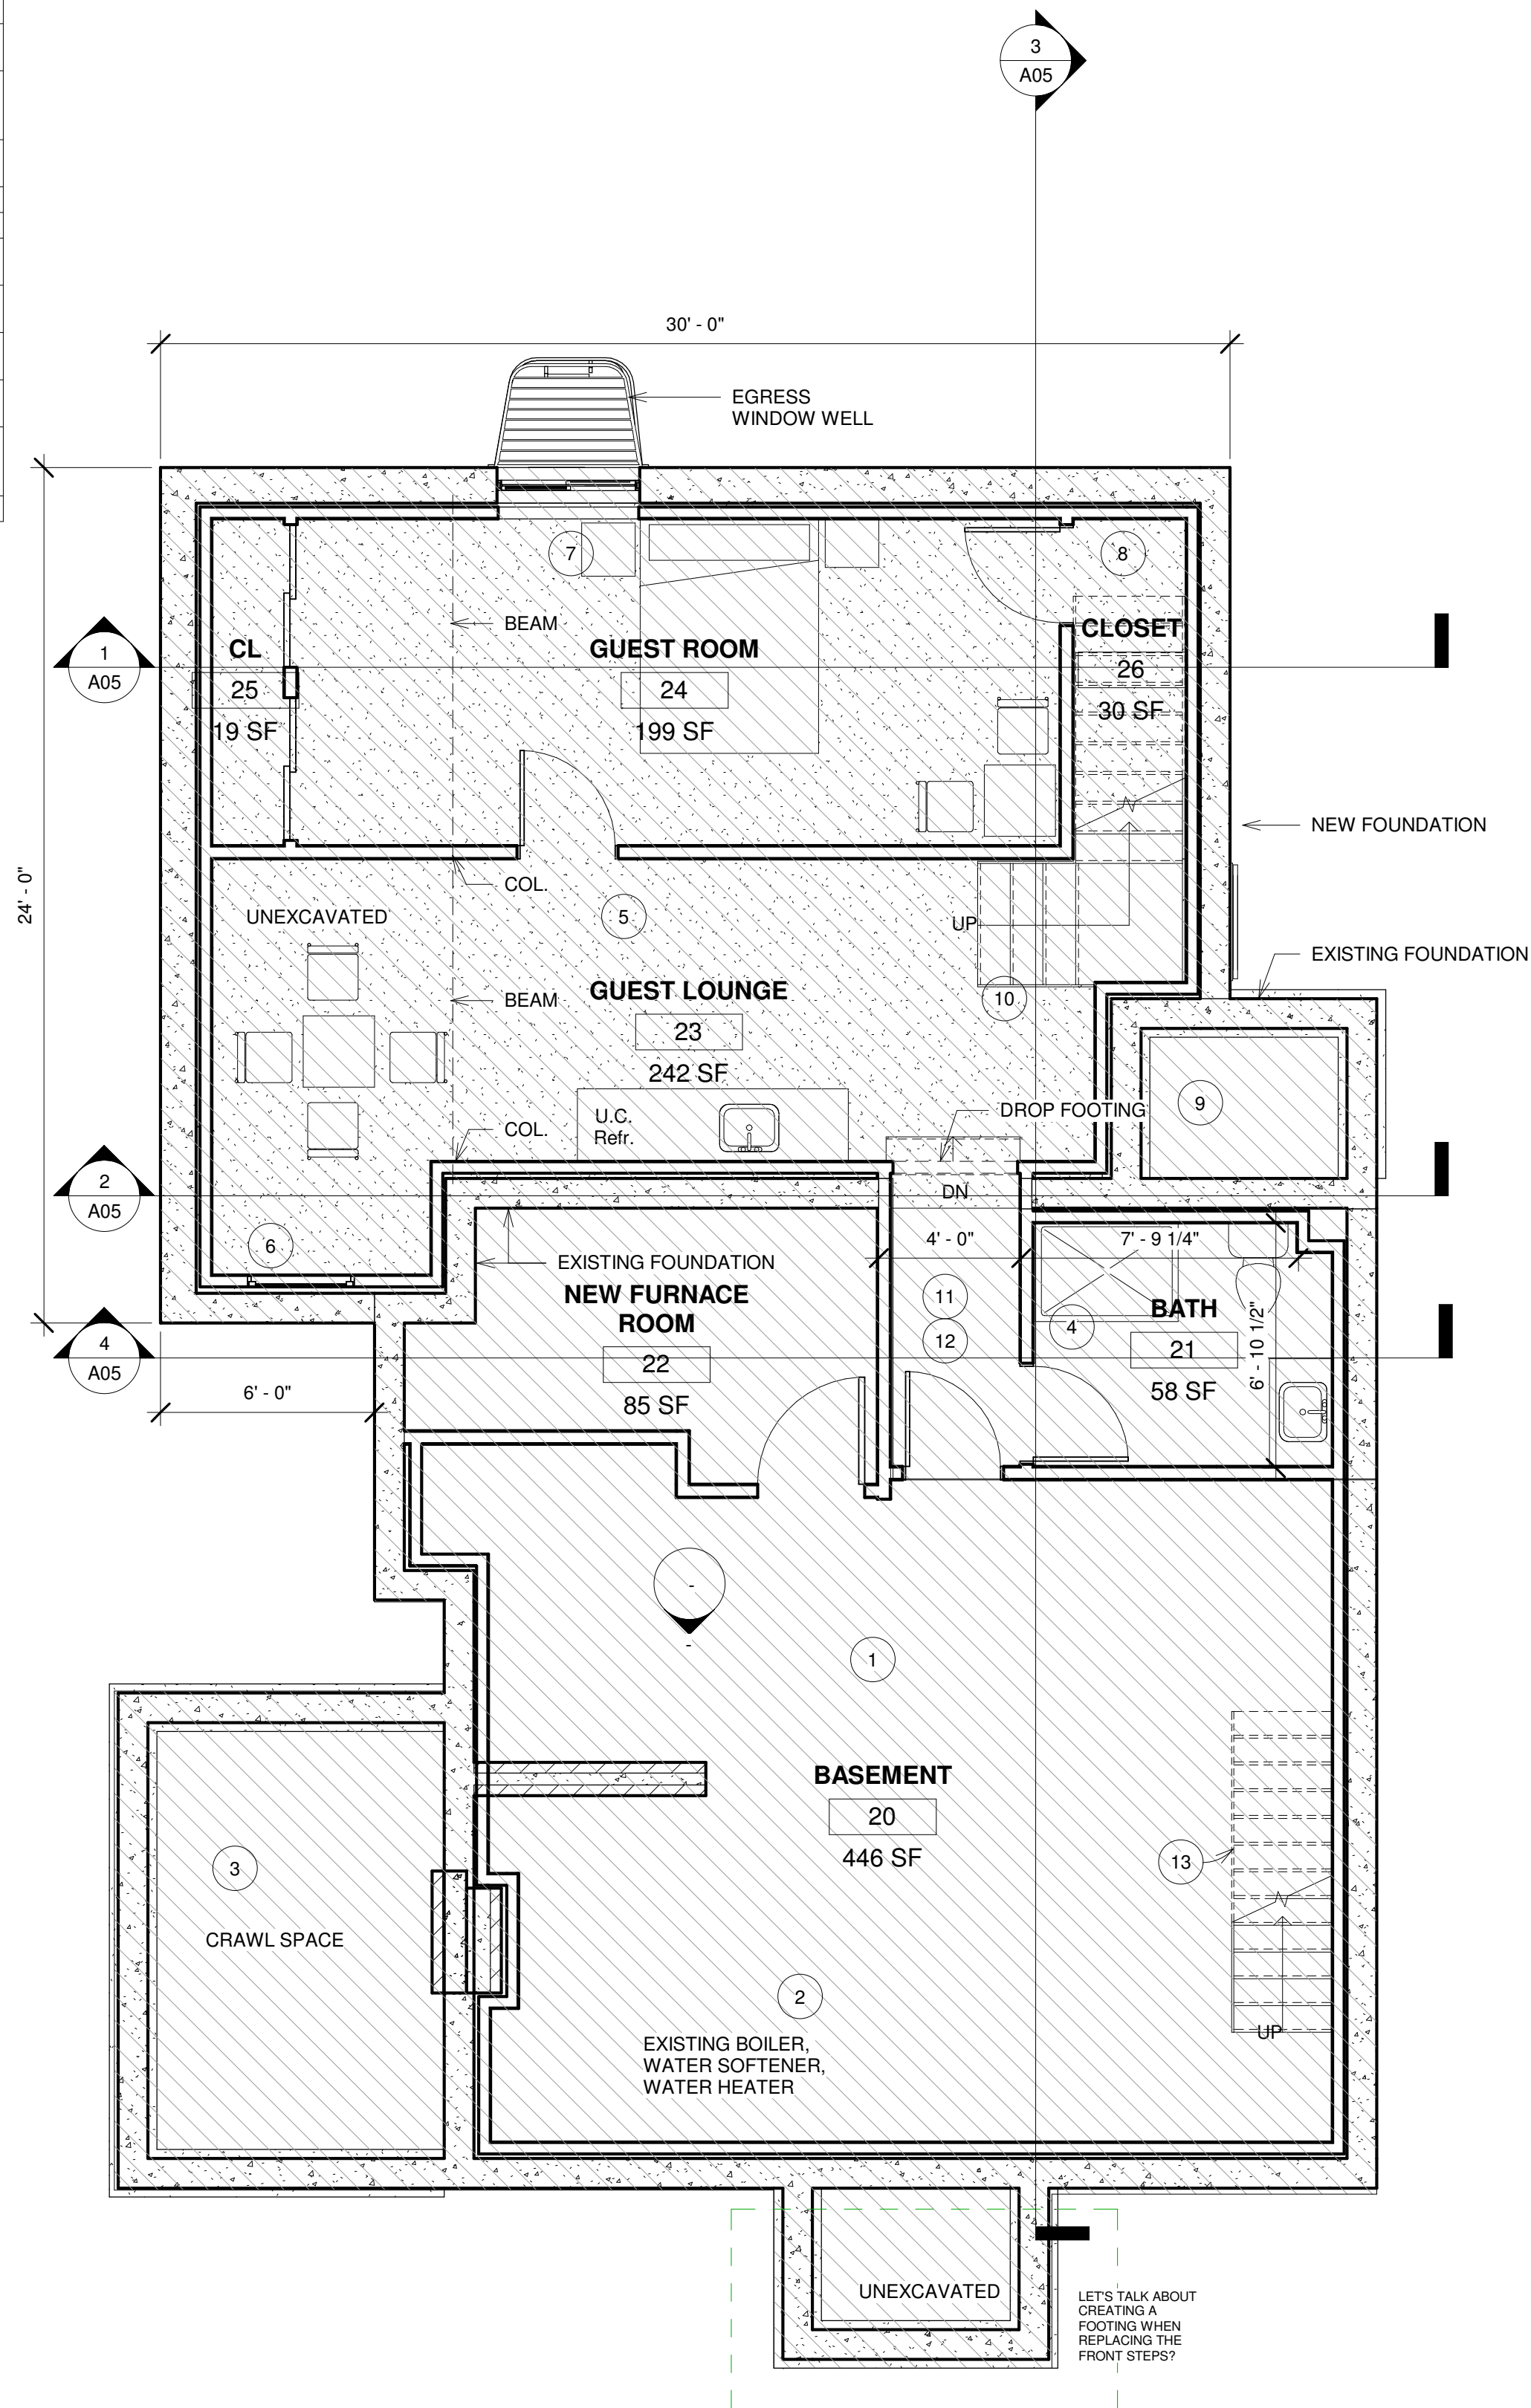 3
A05
30' - 0"
EGRESS
WINDOW WELL
7
8
BEAM
CL
25
19 SF
GUEST ROOM
24
199 SF
CLOSET
26
30 SF
1
A05
NEW FOUNDATION
24' - 0"
COL.
UNEXCAVATED
5
UP
EXISTING FOUNDATION
BEAM
GUEST LOUNGE
23
242 SF
10
9
U.C.
Refr.
DROP FOOTING
COL.
2
A05
DN
6
EXISTING FOUNDATION
4' - 0"
7' - 9 1/4"
NEW FURNACE
ROOM
22
85 SF
11
12
4
BATH
21
58 SF
6' - 10 1/2"
4
A05
6' - 0"
-
-
1
BASEMENT
20
446 SF
13
3
CRAWL SPACE
2
UP
EXISTING BOILER,
WATER SOFTENER,
WATER HEATER
UNEXCAVATED
LET'S TALK ABOUT
CREATING A
FOOTING WHEN
REPLACING THE
FRONT STEPS?